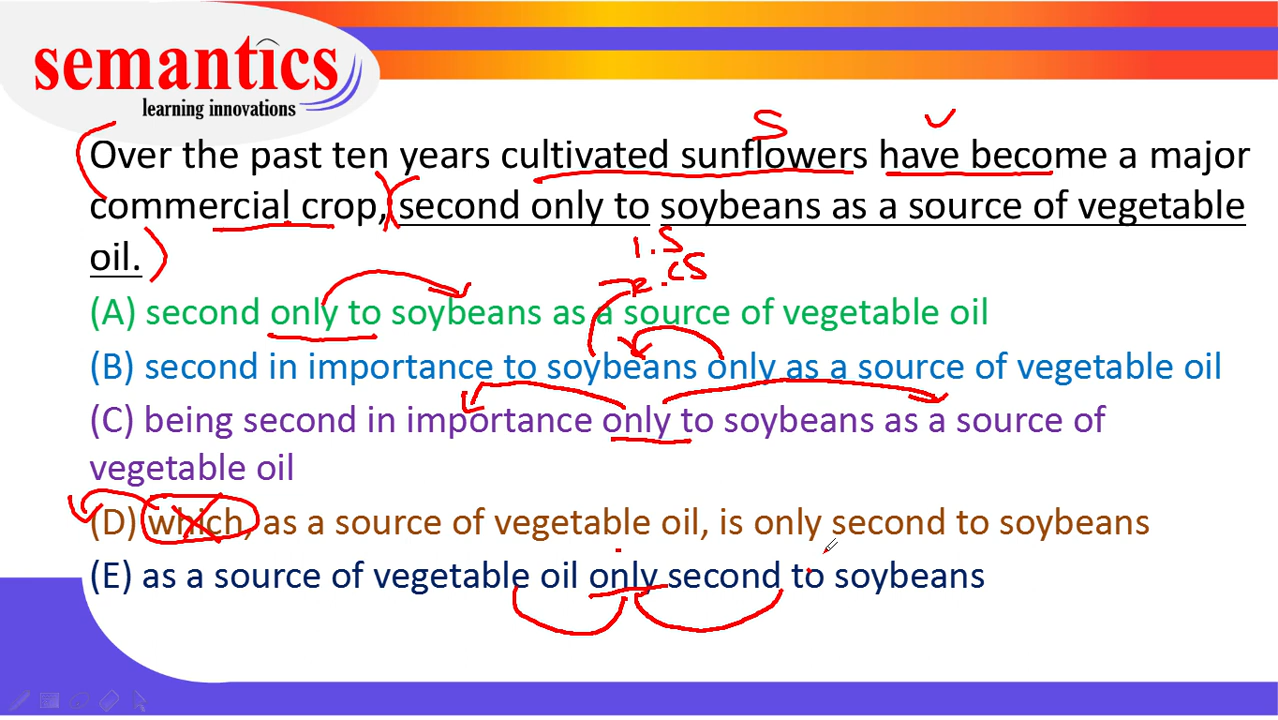 semantics
learning innovations
S
Over the past ten years cultivated sunflowers have become a major
commercial crop, second only to soybeans as a source of vegetable
oil.
1.S
2.CS
(A) second only to soybeans as a source of vegetable oil
(B) second in importance to soybeans only as a source of vegetable oil
(C) being second in importance only to soybeans as a source of
vegetable oil
(D) which, as a source of vegetable oil, is only second to soybeans
(E) as a source of vegetable oil only second to soybeans